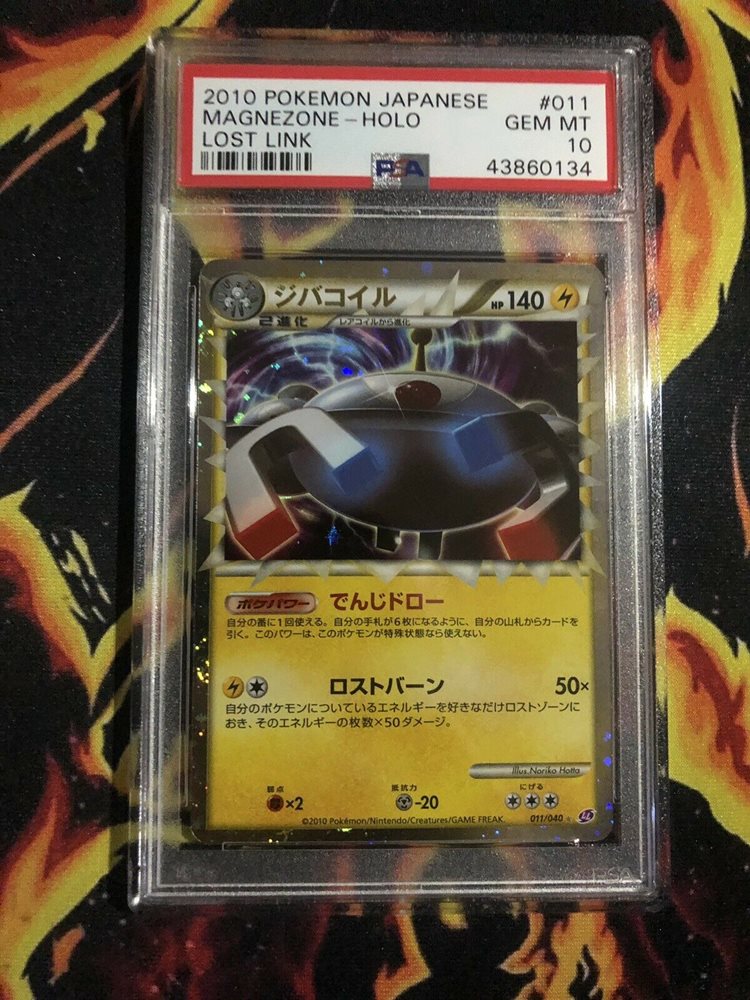 2010 POKEMON JAPANESE #011
MAGNEZONE-HOLO GEM MT
LOST LINK 10
PSA 43860134
ジバコイル HP140
2進化 レアコイルから進化
ポケパワー でんじドロー
自分の番に1回使える。自分の手札が6枚になるように、自分の山札からカードを
引く。このパワーは、このポケモンが特殊状態なら使えない。
ロストバーン 50×
自分のポケモンについているエネルギーを好きなだけロストゾーンに
おき、そのエネルギーの枚数×50ダメージ。
Illus. Noriko Hotta
弱点 抵抗力 にげる
×2 -20
©2010 Pokémon/Nintendo/Creatures/GAME FREAK. 011/040 LL
PSA